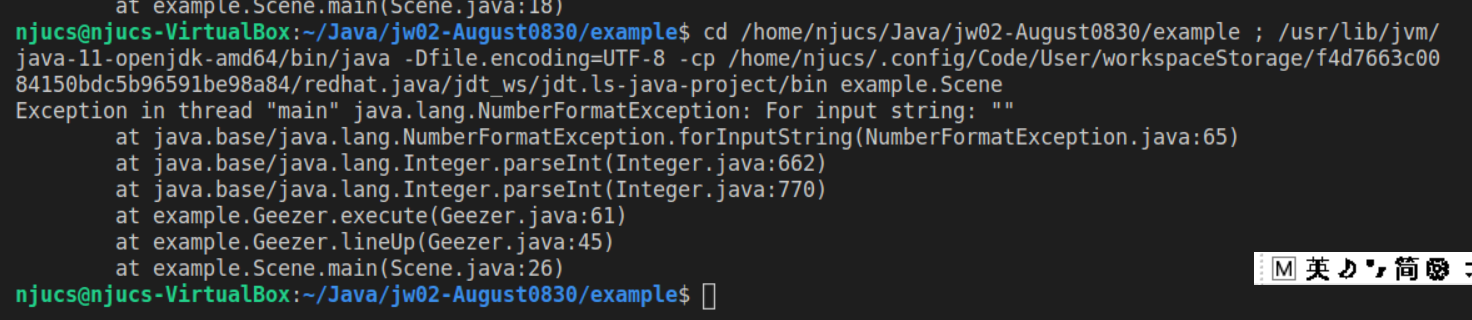 at example.Scene.main(Scene.java:18)
njucs@njucs-VirtualBox:~/Java/jw02-August0830/example$ cd /home/njucs/Java/jw02-August0830/example ; /usr/lib/jvm/
java-11-openjdk-amd64/bin/java -Dfile.encoding=UTF-8 -cp /home/njucs/.config/Code/User/workspaceStorage/f4d7663c00
84150bdc5b96591be98a84/redhat.java/jdt_ws/jdt.ls-java-project/bin example.Scene
Exception in thread "main" java.lang.NumberFormatException: For input string: ""
at java.base/java.lang.NumberFormatException.forInputString(NumberFormatException.java:65)
at java.base/java.lang.Integer.parseInt(Integer.java:662)
at java.base/java.lang.Integer.parseInt(Integer.java:770)
at example.Geezer.execute(Geezer.java:61)
at example.Geezer.lineUp(Geezer.java:45)
at example.Scene.main(Scene.java:26)
M 英 简
njucs@njucs-VirtualBox:~/Java/jw02-August0830/example$